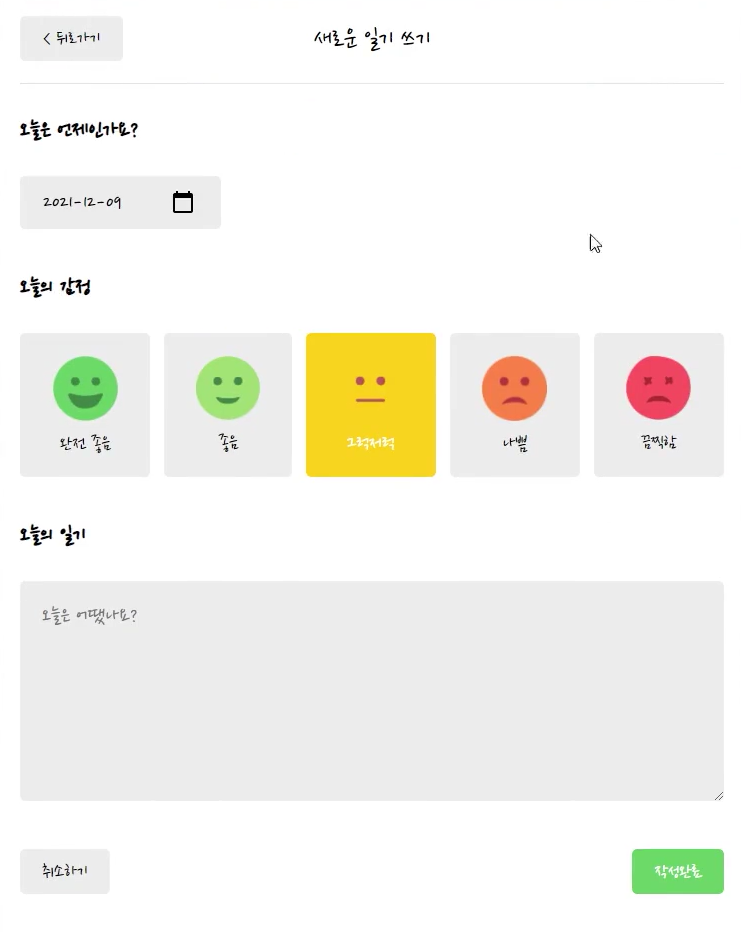 < 뒤로가기
새로운 일기 쓰기
오늘은 언제인가요?
2021-12-09
오늘의 감정
완전 좋음
좋음
그럭저럭
나쁨
끔찍함
오늘의 일기
오늘은 어땠나요?
취소하기
작성완료